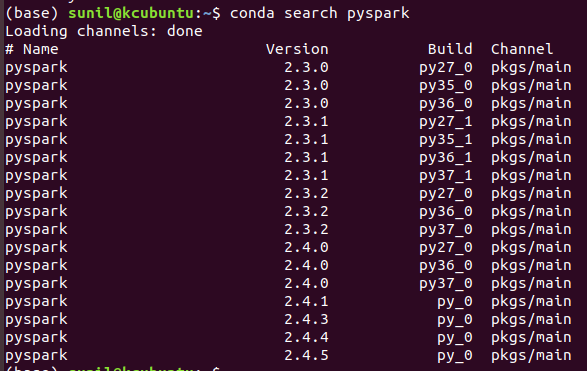 (base) sunil@kcubuntu:~$ conda search pyspark
Loading channels: done
# Name Version Build Channel
pyspark 2.3.0 py27_0 pkgs/main
pyspark 2.3.0 py35_0 pkgs/main
pyspark 2.3.0 py36_0 pkgs/main
pyspark 2.3.1 py27_1 pkgs/main
pyspark 2.3.1 py35_1 pkgs/main
pyspark 2.3.1 py36_1 pkgs/main
pyspark 2.3.1 py37_1 pkgs/main
pyspark 2.3.2 py27_0 pkgs/main
pyspark 2.3.2 py36_0 pkgs/main
pyspark 2.3.2 py37_0 pkgs/main
pyspark 2.4.0 py27_0 pkgs/main
pyspark 2.4.0 py36_0 pkgs/main
pyspark 2.4.0 py37_0 pkgs/main
pyspark 2.4.1 py_0 pkgs/main
pyspark 2.4.3 py_0 pkgs/main
pyspark 2.4.4 py_0 pkgs/main
pyspark 2.4.5 py_0 pkgs/main
(base) sunil@kcubuntu:~$